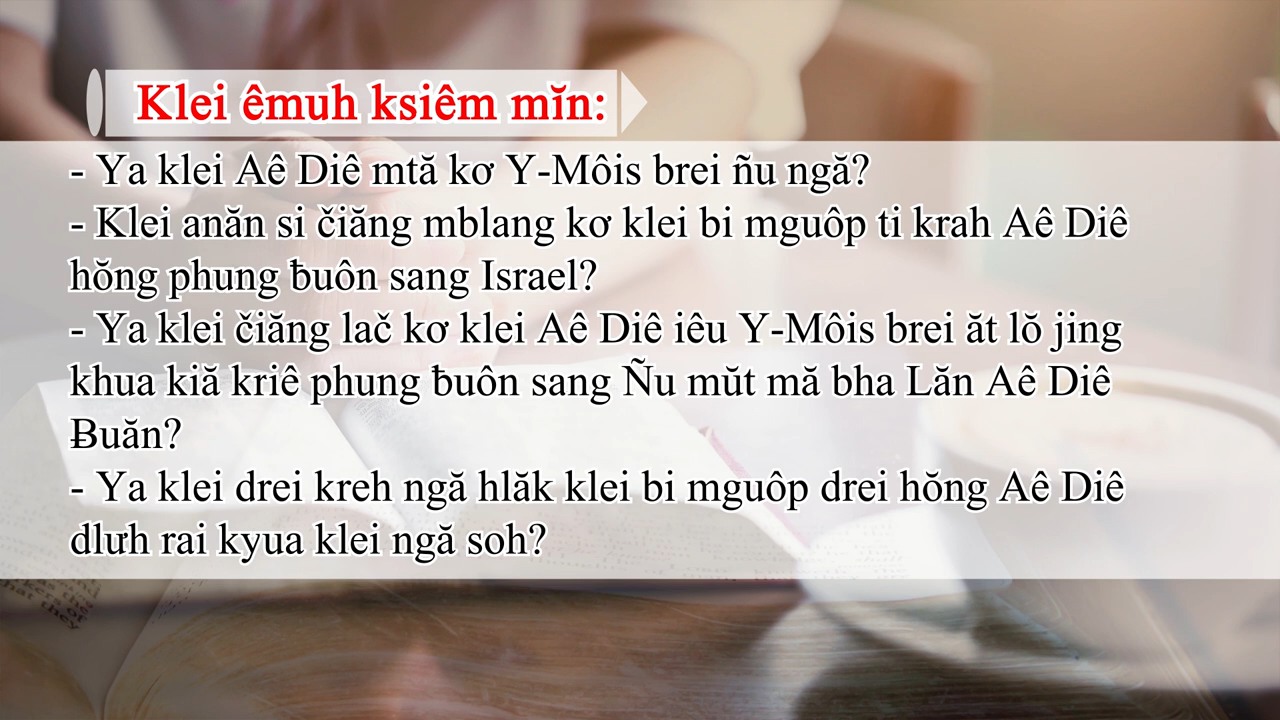 Klei êmuh ksiêm mĭn:
- Ya klei Aê Diê mtă kơ Y-Môis brei ñu ngă?
- Klei anăn si čiăng mblang kơ klei bi mguôp ti krah Aê Diê
hŏng phung ƀuôn sang Israel?
- Ya klei čiăng lač kơ klei Aê Diê iêu Y-Môis brei ăt lŏ jing
khua kiă kriê phung ƀuôn sang Ñu mŭt mă bha Lăn Aê Diê
Ƀuăn?
- Ya klei drei kreh ngă hlăk klei bi mguôp drei hŏng Aê Diê
dlưh rai kyua klei ngă soh?